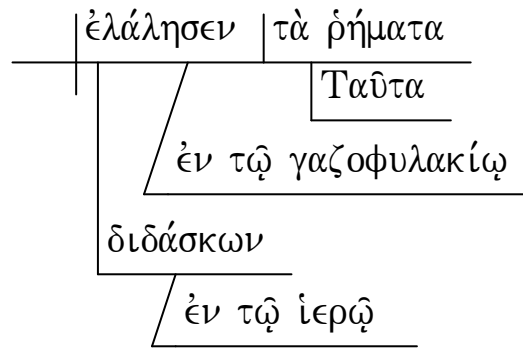 ἐλάλησεν τὰ ῥήματα
Ταῦτα
ἐν τῷ γαζοφυλακίῳ
διδάσκων
ἐν τῷ ἱερῷ